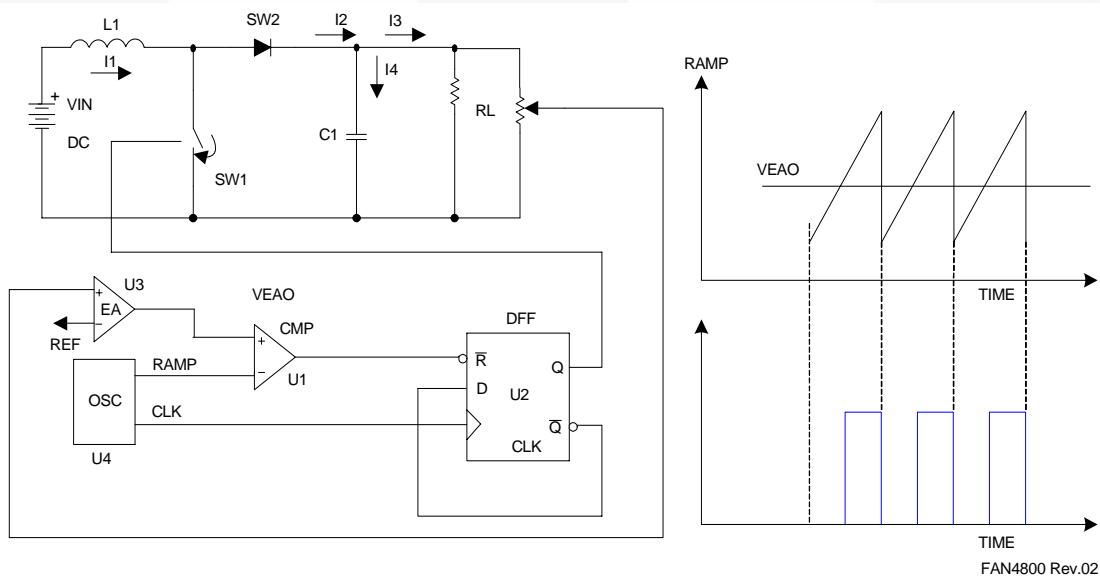 L1
SW2
I2
I3
I1
I4
+
VIN
DC
C1
RL
SW1
RAMP
VEAO
TIME
U3
VEAO
+
EA
−
REF
CMP
+
−
U1
DFF
R
Q
D
U2
Q
CLK
RAMP
OSC
CLK
U4
TIME
FAN4800 Rev.02